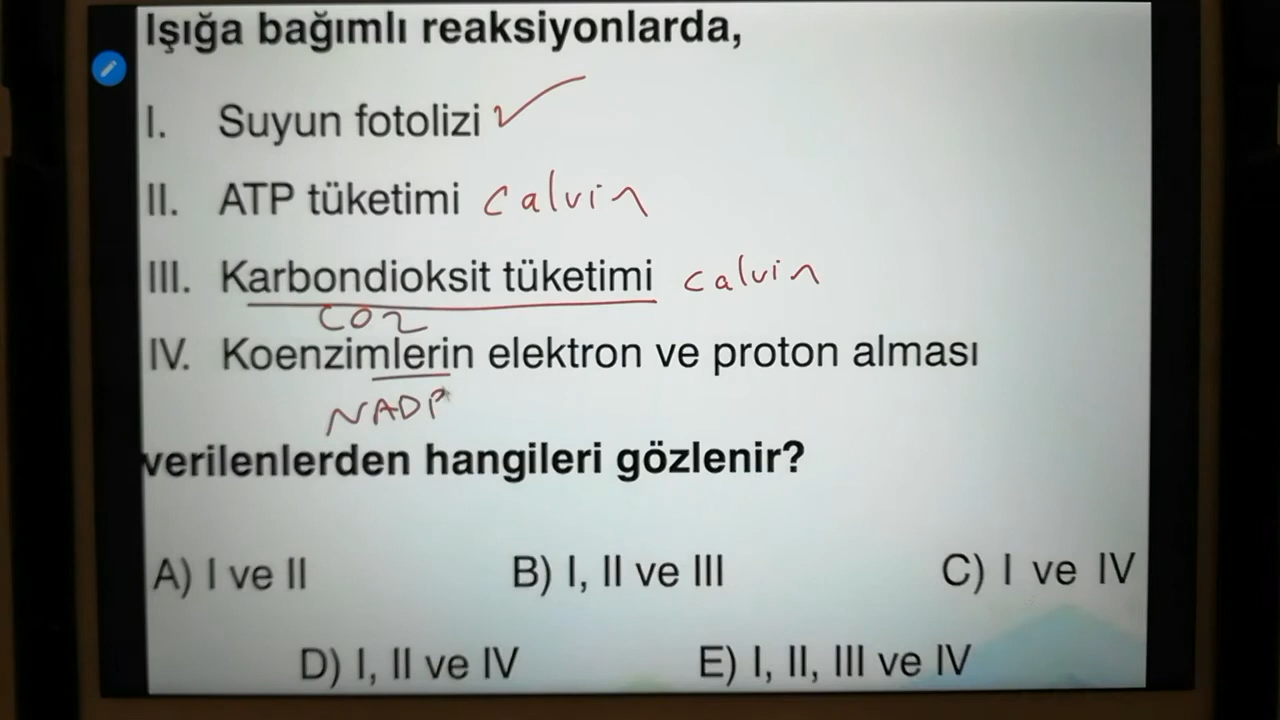 Işığa bağımlı reaksiyonlarda,
I. Suyun fotolizi
II. ATP tüketimi calvin
III. Karbondioksit tüketimi calvin
CO2
IV. Koenzimlerin elektron ve proton alması
NADP
verilenlerden hangileri gözlenir?
A) I ve II B) I, II ve III C) I ve IV
D) I, II ve IV E) I, II, III ve IV